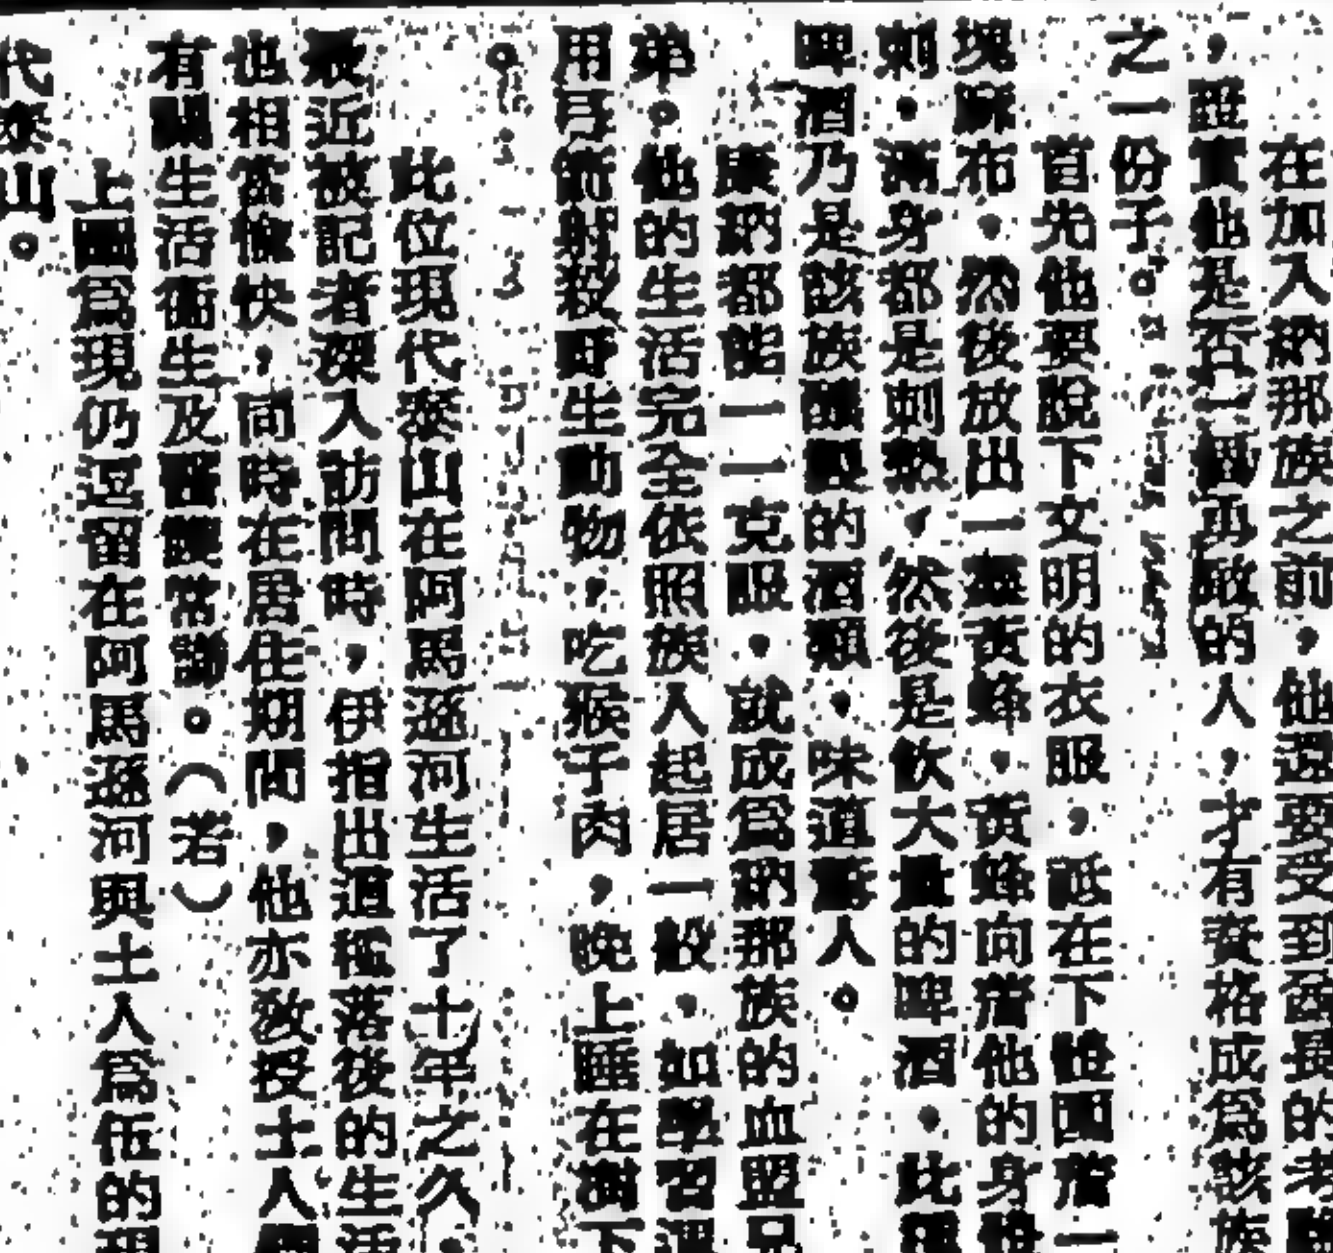 在加入納那族之前，他還要受到酋長的考
，證實他是否一個勇敢的人，才有資格成為該族
之一份子。
首先他要脫下文明的衣服，祗在下體圍着一
塊麻布，然後放出一羣黃蜂，黃蜂向着他的身體
刺，滿身都是刺，然後是飲大量的啤酒，此
啤酒乃是該族釀製的酒類，味道驚人。
康納都能一一克服，就成為納那族的血盟兄
弟。他的生活完全依照族人起居一般，如學習運
用弓箭射殺野生動物，吃猴子肉，晚上睡在樹下
。
此位現代泰山在阿馬遜河生活了十年之久，
最近被記者深入訪問時，伊指出這種落後的生活
也相當愉快，同時在居住期間，他亦教授土人們
有關生活衞生及醫藥常識。（若）
上圖為現仍逗留在阿馬遜河與土人為伍的現
代泰山。